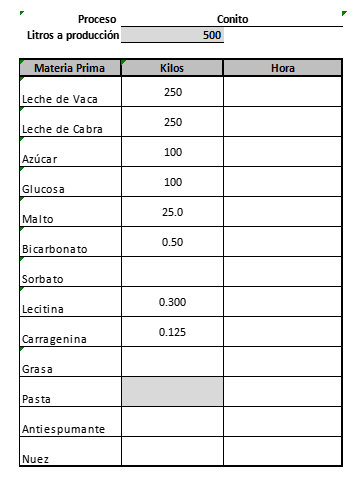 Proceso Conito
Litros a producción 500
Materia Prima Kilos Hora
Leche de Vaca 250
Leche de Cabra 250
Azúcar 100
Glucosa 100
Malto 25.0
Bicarbonato 0.50
Sorbato
Lecitina 0.300
Carragenina 0.125
Grasa
Pasta
Antiespumante
Nuez